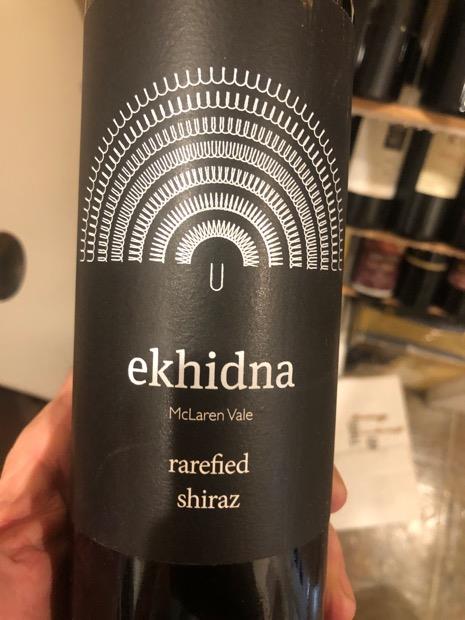 ekhidna
McLaren Vale
rarefied
shiraz